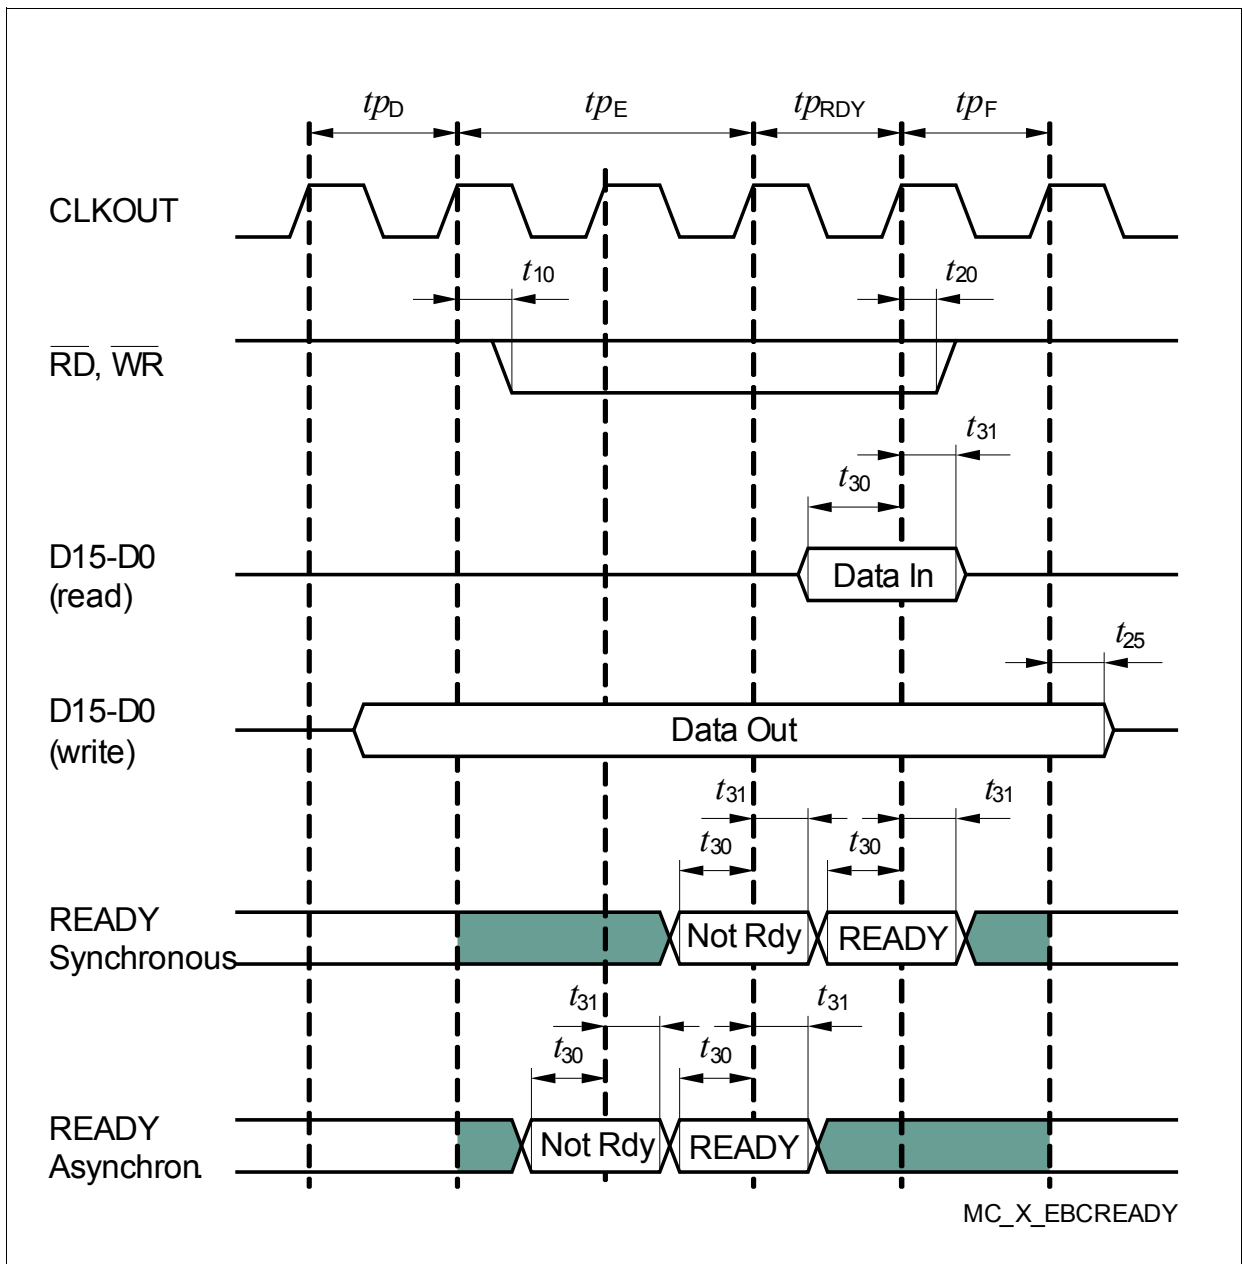 tpD tpE tpRDY tpF
CLKOUT
t10 t20
RD, WR
t31
t30
D15-D0
(read)
Data In
t25
D15-D0
(write)
Data Out
t31 t31
t30 t30
READY
Synchronous
Not Rdy READY
t31 t31
t30 t30
READY
Asynchron.
Not Rdy READY
MC_X_EBCREADY